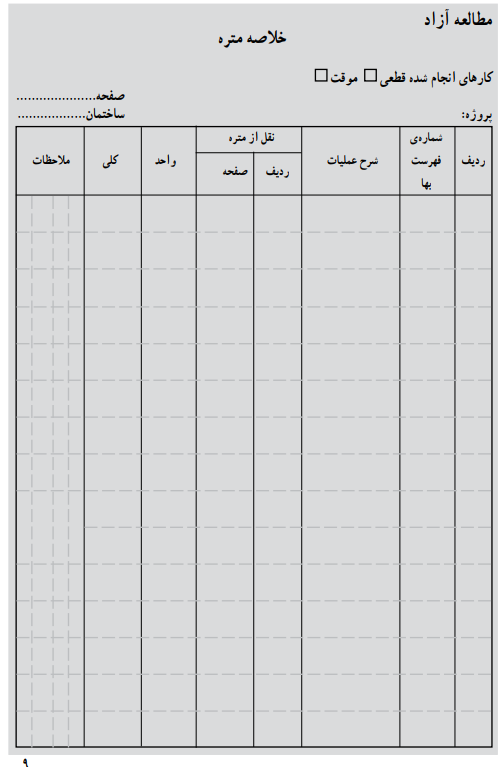 مطالعه آزاد
خلاصه متره
کارهای انجام شده قطعی □ موقت □
صفحه.....................
پروژه:
ساختمان..................
ردیف
شماره‌ی
فهرست
بها
شرح عملیات
نقل از متره
ردیف
صفحه
واحد
کلی
ملاحظات
۹